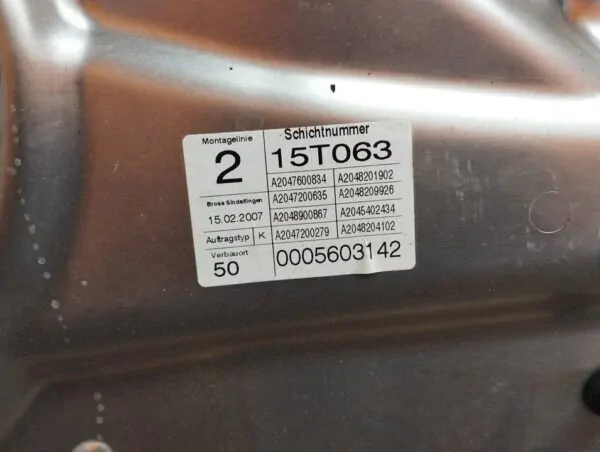 Montagelinie
2
Schichtnummer
15T063
Brose Sindelfingen
15.02.2007
Auftragstyp K
Verbauort
50
A2047600834 A2048201902
A2047200635 A2048209926
A2048900867 A2045402434
A2047200279 A2048204102
0005603142